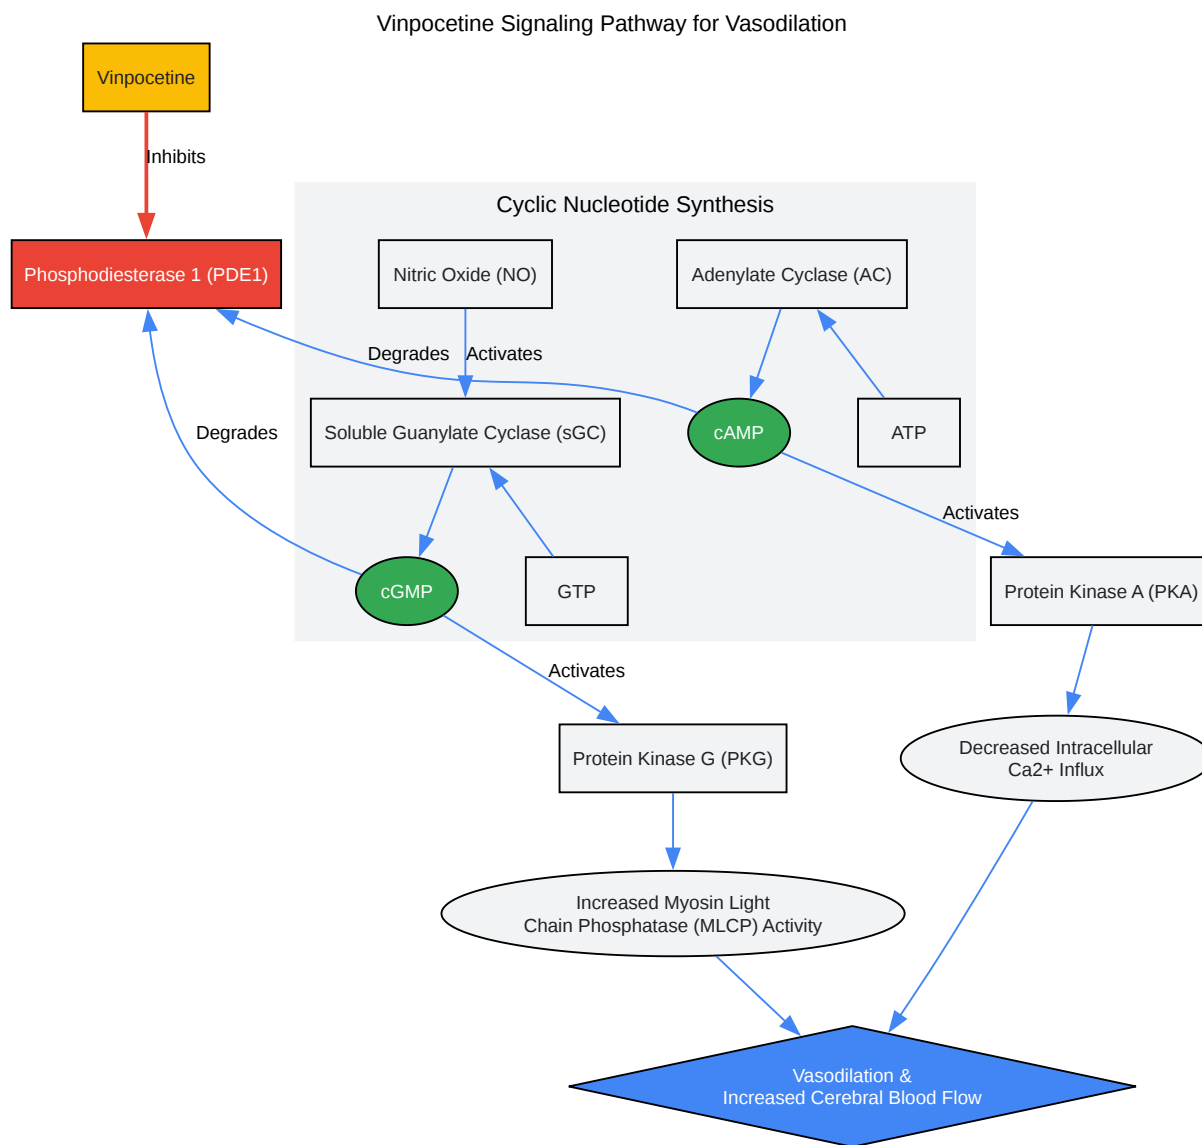 Vinpocetine Signaling Pathway for Vasodilation
Vinpocetine
Inhibits
Cyclic Nucleotide Synthesis
Phosphodiesterase 1 (PDE1)
Nitric Oxide (NO)
Adenylate Cyclase (AC)
Degrades
Activates
Degrades
Soluble Guanylate Cyclase (sGC)
cAMP
ATP
Activates
cGMP
GTP
Protein Kinase A (PKA)
Activates
Protein Kinase G (PKG)
Decreased Intracellular
Ca2+ Influx
Increased Myosin Light
Chain Phosphatase (MLCP) Activity
Vasodilation &
Increased Cerebral Blood Flow